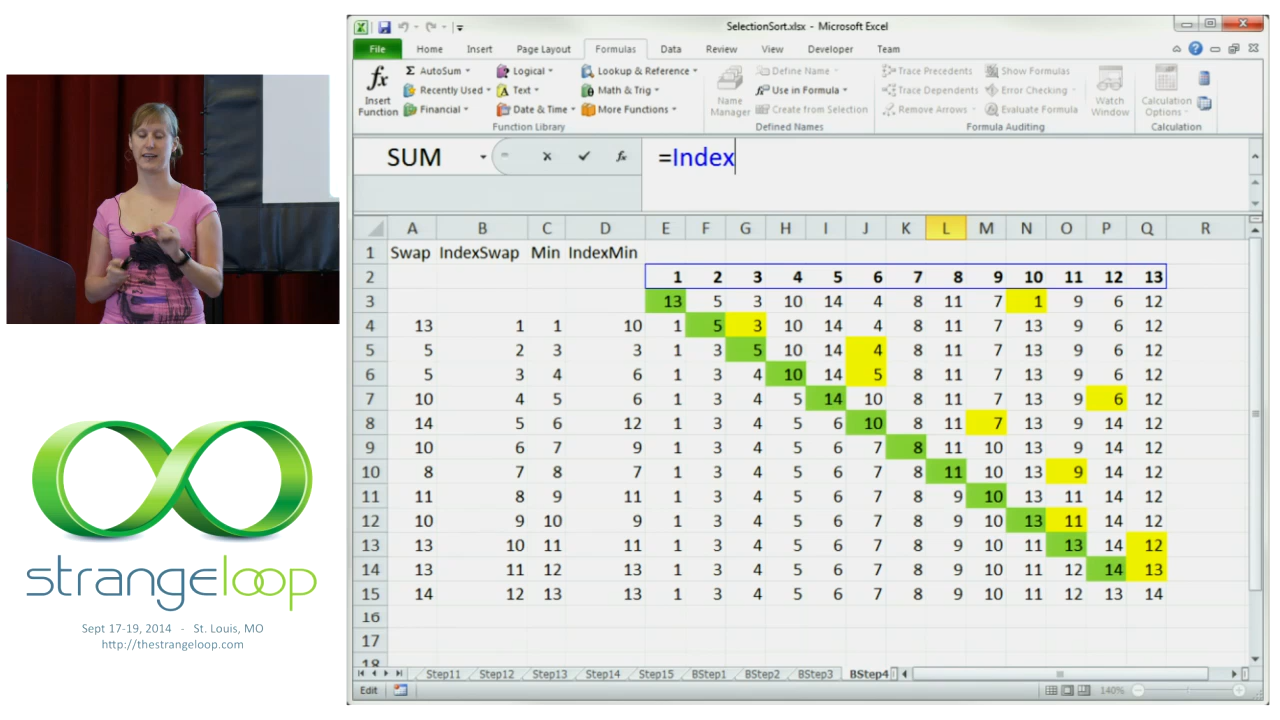 SelectionSort.xlsx - Microsoft Excel
File Home Insert Page Layout Formulas Data Review View Developer Team
fx Insert Function
Σ AutoSum
Recently Used
Financial
Logical
Text
Date & Time
Lookup & Reference
Math & Trig
More Functions
Function Library
Name Manager
Define Name
Use in Formula
Create from Selection
Defined Names
Trace Precedents
Trace Dependents
Remove Arrows
Show Formulas
Error Checking
Evaluate Formula
Watch Window
Formula Auditing
Calculation Options
Calculation
SUM fx =Index
A B C D E F G H I J K L M N O P Q R
1 Swap IndexSwap Min IndexMin
2 1 2 3 4 5 6 7 8 9 10 11 12 13
3 13 5 3 10 14 4 8 11 7 1 9 6 12
4 13 1 1 10 1 5 3 10 14 4 8 11 7 13 9 6 12
5 5 2 3 3 1 3 5 10 14 4 8 11 7 13 9 6 12
6 5 3 4 6 1 3 4 10 14 5 8 11 7 13 9 6 12
7 10 4 5 6 1 3 4 5 14 10 8 11 7 13 9 6 12
8 14 5 6 12 1 3 4 5 6 10 8 11 7 13 9 14 12
9 10 6 7 9 1 3 4 5 6 7 8 11 10 13 9 14 12
10 8 7 8 7 1 3 4 5 6 7 8 11 10 13 9 14 12
11 11 8 9 11 1 3 4 5 6 7 8 9 10 13 11 14 12
12 10 9 10 9 1 3 4 5 6 7 8 9 10 13 11 14 12
13 13 10 11 11 1 3 4 5 6 7 8 9 10 11 13 14 12
14 13 11 12 13 1 3 4 5 6 7 8 9 10 11 12 14 13
15 14 12 13 13 1 3 4 5 6 7 8 9 10 11 12 13 14
16
17
18
Step11 Step12 Step13 Step14 Step15 BStep1 BStep2 BStep3 BStep4
Edit 140%
strangeloop
Sept 17-19, 2014 - St. Louis, MO
http://thestrangeloop.com